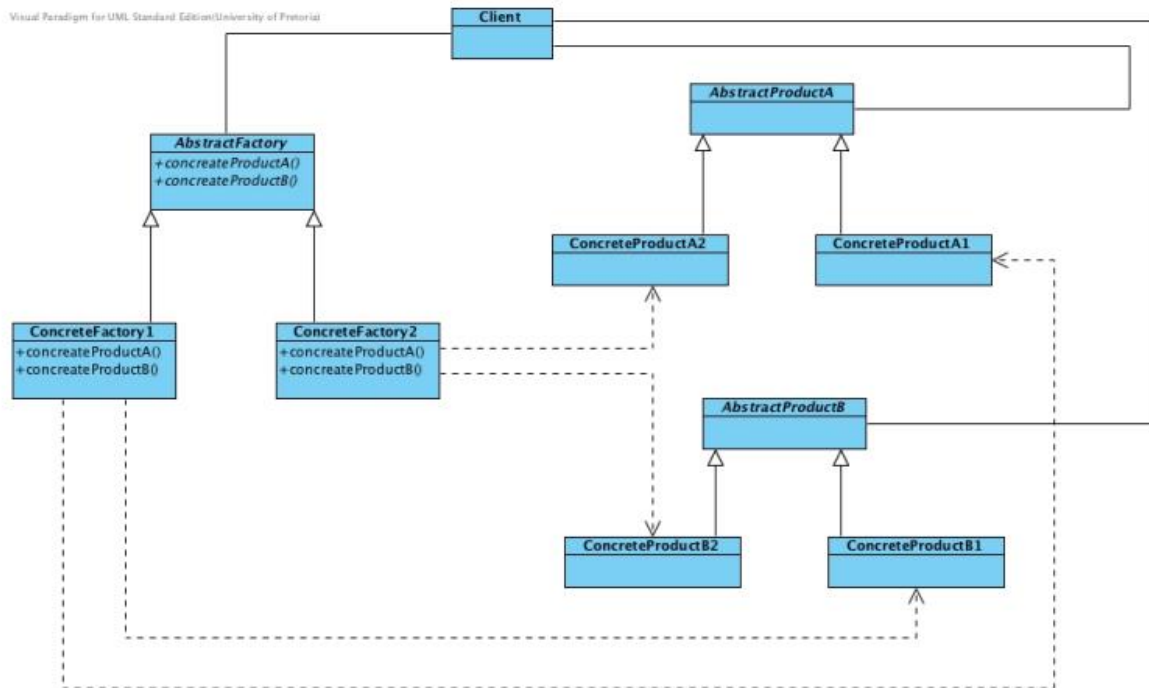 Visual Paradigm for UML Standard Edition(University of Pretoria)
Client
AbstractProductA
AbstractFactory
+concreateProductA()
+concreateProductB()
ConcreteProductA2
ConcreteProductA1
ConcreteFactory1
+concreateProductA()
+concreateProductB()
ConcreteFactory2
+concreateProductA()
+concreateProductB()
AbstractProductB
ConcreteProductB2
ConcreteProductB1